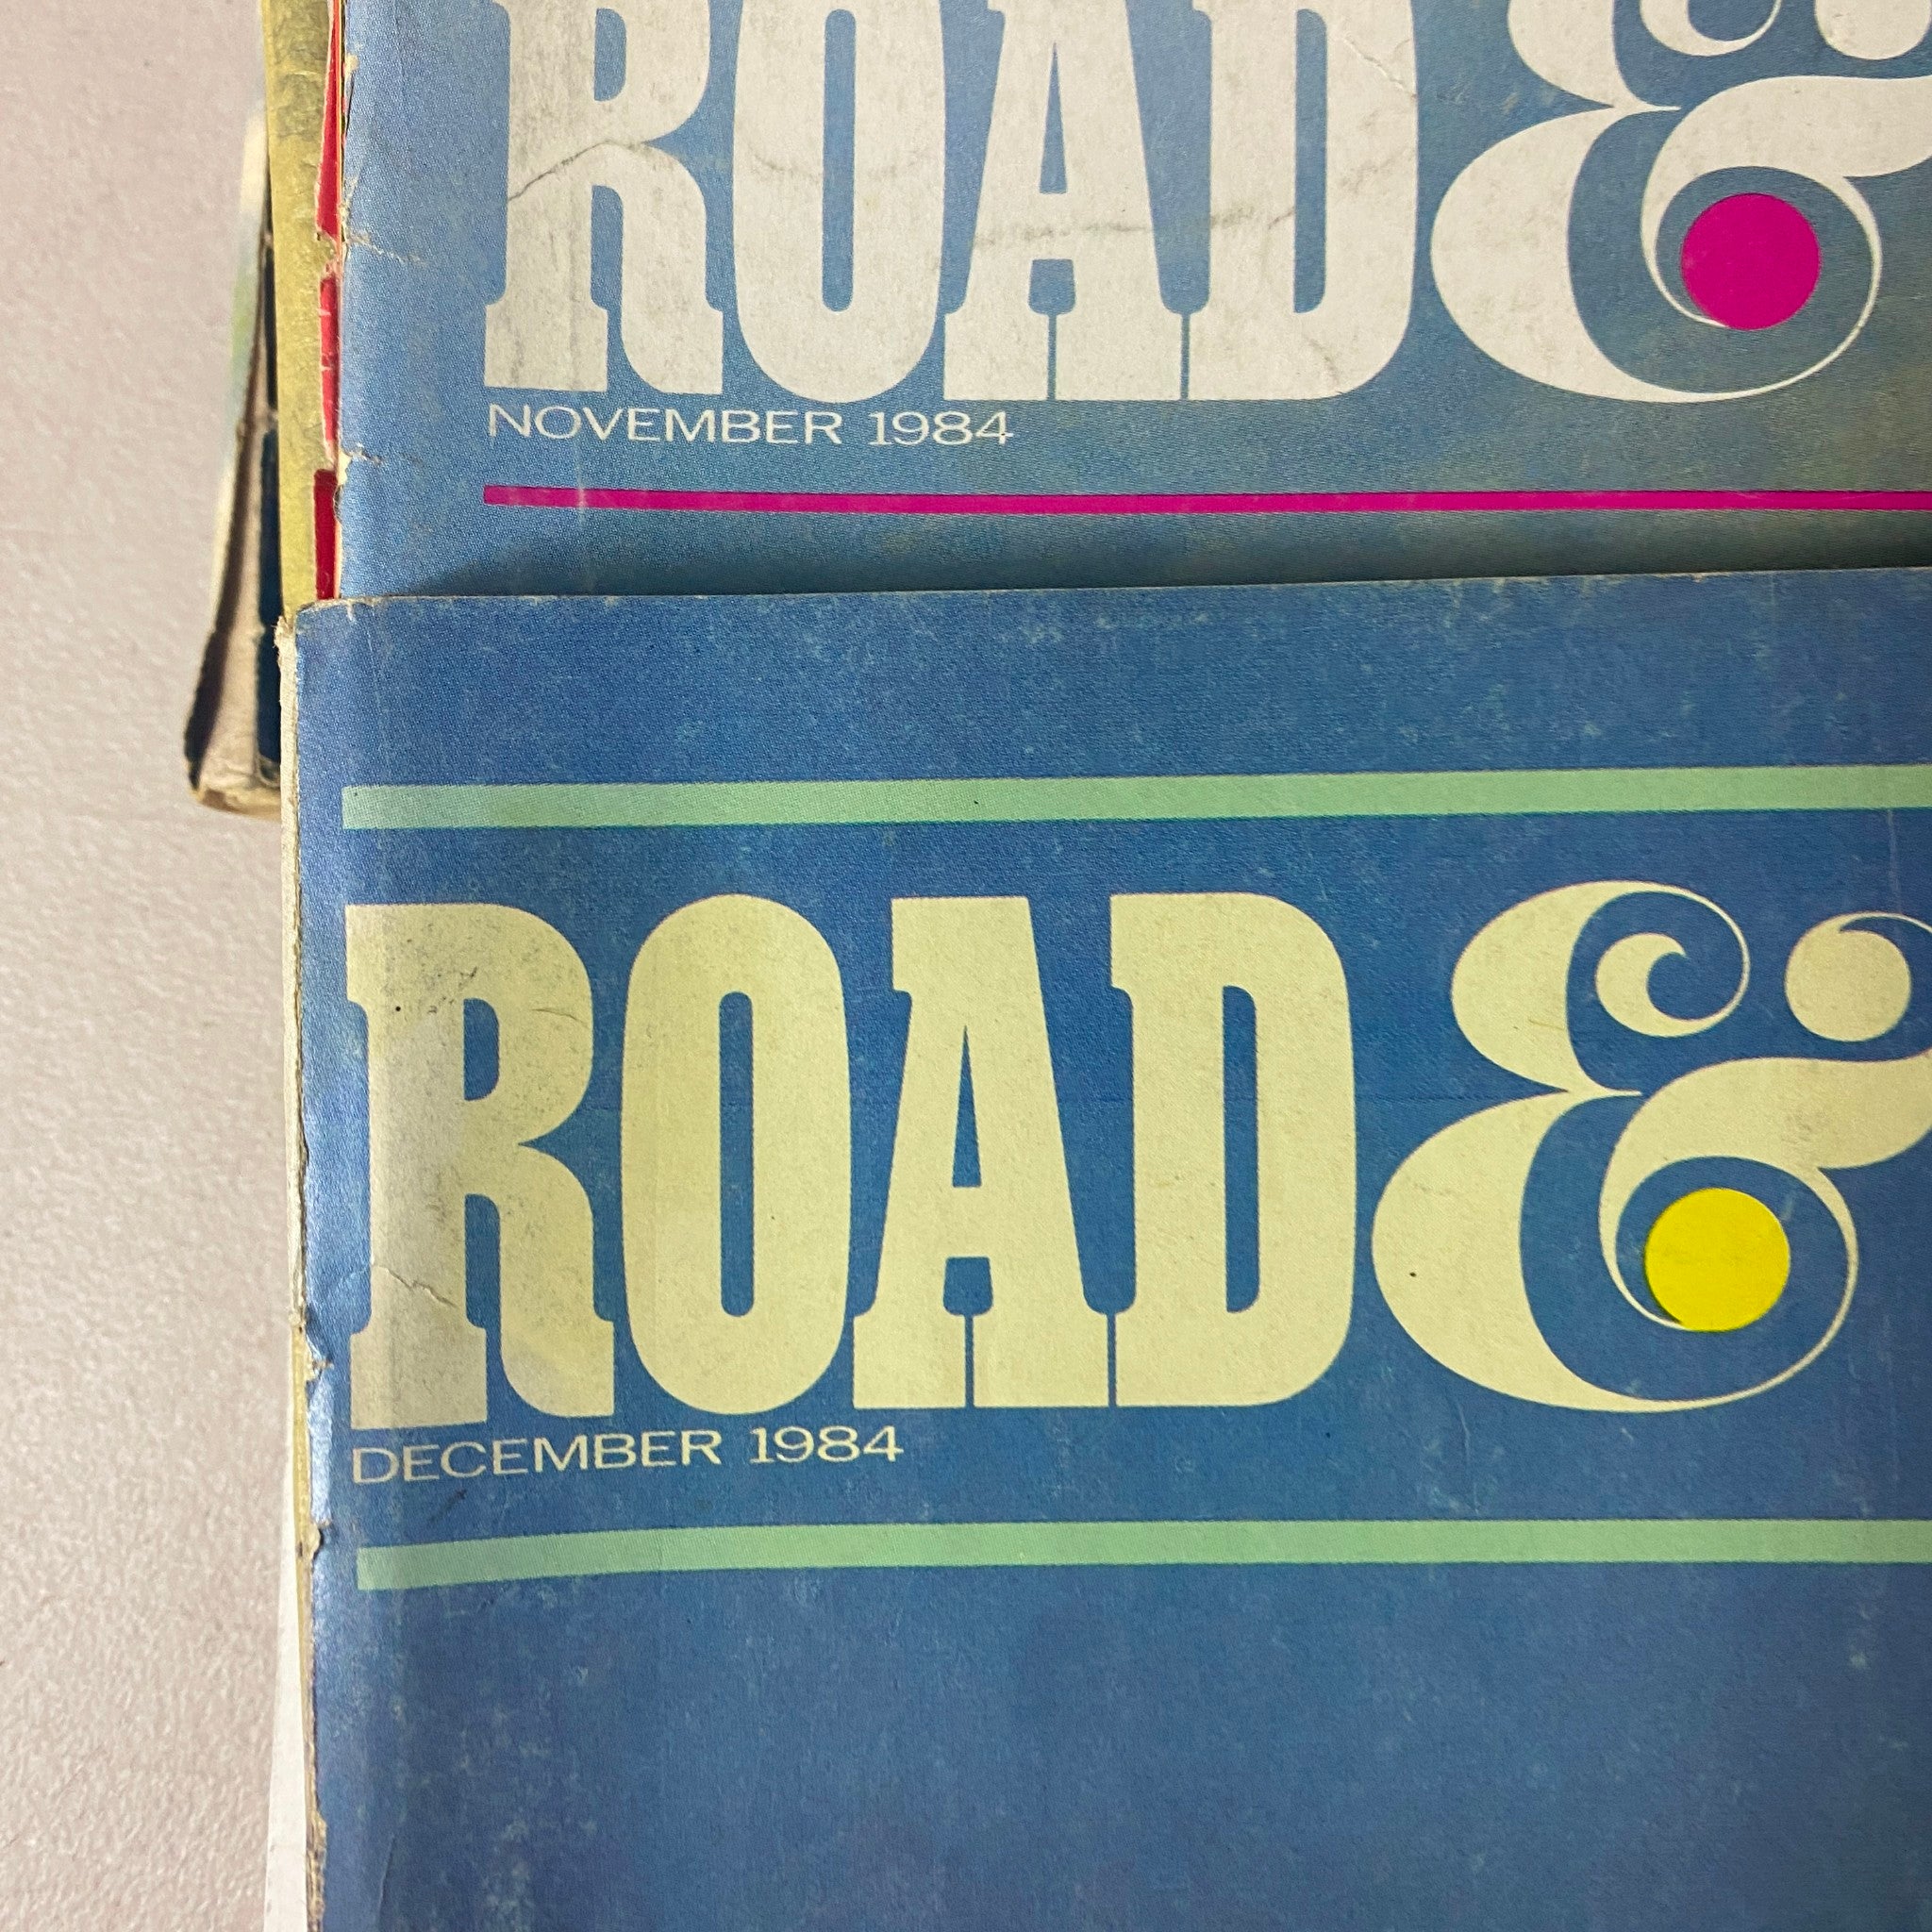 ROAD &
NOVEMBER 1984
ROAD &
DECEMBER 1984